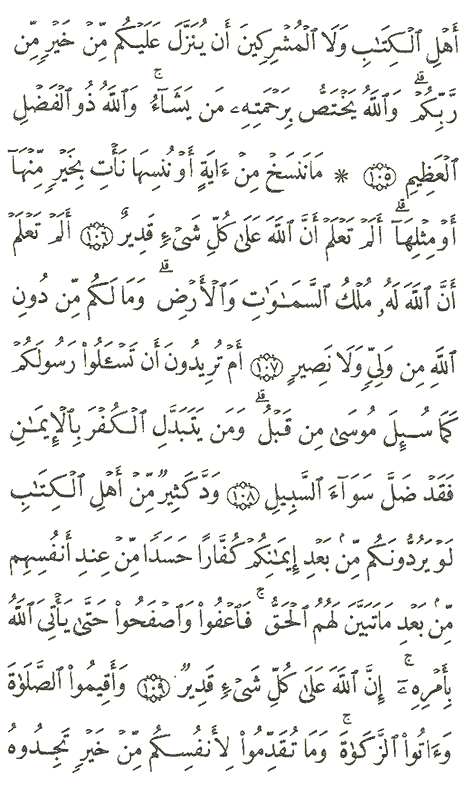 أَهۡلِ ٱلۡكِتَٰبِ وَلَا ٱلۡمُشۡرِكِينَ أَن يُنَزَّلَ عَلَيۡكُم مِّنۡ خَيۡرٖ مِّن
رَّبِّكُمۡۗ وَٱللَّهُ يَخۡتَصُّ بِرَحۡمَتِهِۦ مَن يَشَآءُۚ وَٱللَّهُ ذُو ٱلۡفَضۡلِ
ٱلۡعَظِيمِ ١٠٥ * مَا نَنسَخۡ مِنۡ ءَايَةٍ أَوۡ نُنسِهَا نَأۡتِ بِخَيۡرٖ مِّنۡهَآ
أَوۡ مِثۡلِهَآۗ أَلَمۡ تَعۡلَمۡ أَنَّ ٱللَّهَ عَلَىٰ كُلِّ شَيۡءٖ قَدِيرٌ ١٠٦ أَلَمۡ تَعۡلَمۡ
أَنَّ ٱللَّهَ لَهُۥ مُلۡكُ ٱلسَّمَٰوَٰتِ وَٱلۡأَرۡضِۗ وَمَا لَكُم مِّن دُونِ
ٱللَّهِ مِن وَلِيّٖ وَلَا نَصِيرٍ ١٠٧ أَمۡ تُرِيدُونَ أَن تَسۡـَٔلُواْ رَسُولَكُمۡ
كَمَا سُئِلَ مُوسَىٰ مِن قَبۡلُۗ وَمَن يَتَبَدَّلِ ٱلۡكُفۡرَ بِٱلۡإِيمَٰنِ
فَقَدۡ ضَلَّ سَوَآءَ ٱلسَّبِيلِ ١٠٨ وَدَّ كَثِيرٞ مِّنۡ أَهۡلِ ٱلۡكِتَٰبِ
لَوۡ يَرُدُّونَكُم مِّنۢ بَعۡدِ إِيمَٰنِكُمۡ كُفَّارًا حَسَدٗا مِّنۡ عِندِ أَنفُسِهِم
مِّنۢ بَعۡدِ مَا تَبَيَّنَ لَهُمُ ٱلۡحَقُّۖ فَٱعۡفُواْ وَٱصۡفَحُواْ حَتَّىٰ يَأۡتِيَ ٱللَّهُ
بِأَمۡرِهِۦٓۗ إِنَّ ٱللَّهَ عَلَىٰ كُلِّ شَيۡءٖ قَدِيرٞ ١٠٩ وَأَقِيمُواْ ٱلصَّلَوٰةَ
وَءَاتُواْ ٱلزَّكَوٰةَۚ وَمَا تُقَدِّمُواْ لِأَنفُسِكُم مِّنۡ خَيۡرٖ تَجِدُوهُ